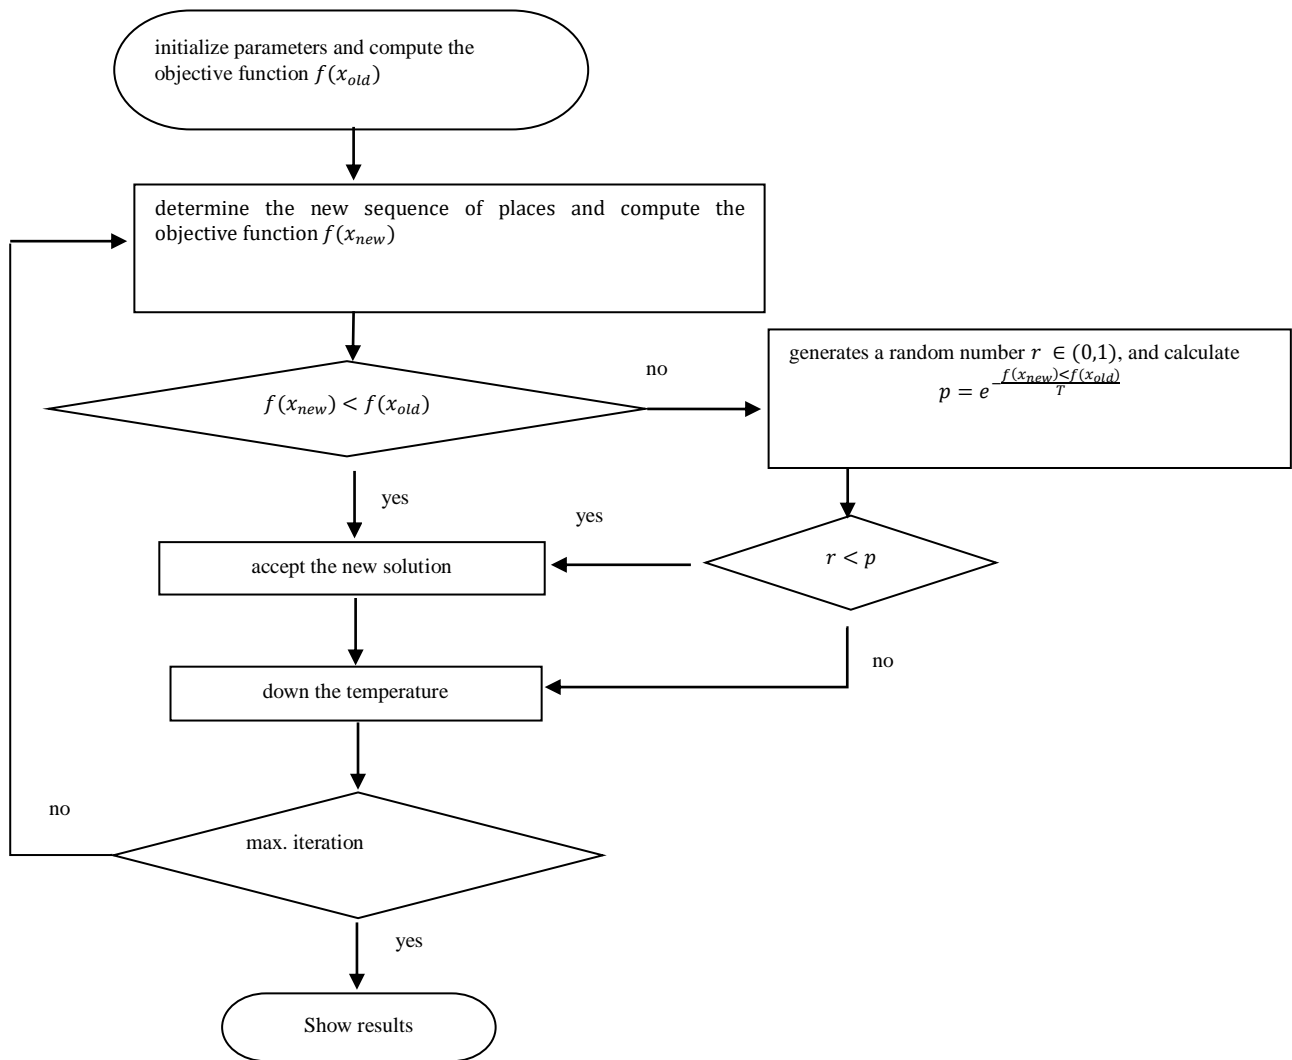 initialize parameters and compute the
objective function f(x_old)
determine the new sequence of places and compute the
objective function f(x_new)
f(x_new) < f(x_old)
no
generates a random number r ∈ (0,1), and calculate
p = e^{-\frac{f(x_new)<f(x_old)}{T}}
yes
yes
accept the new solution
r < p
no
down the temperature
no
max. iteration
yes
Show results